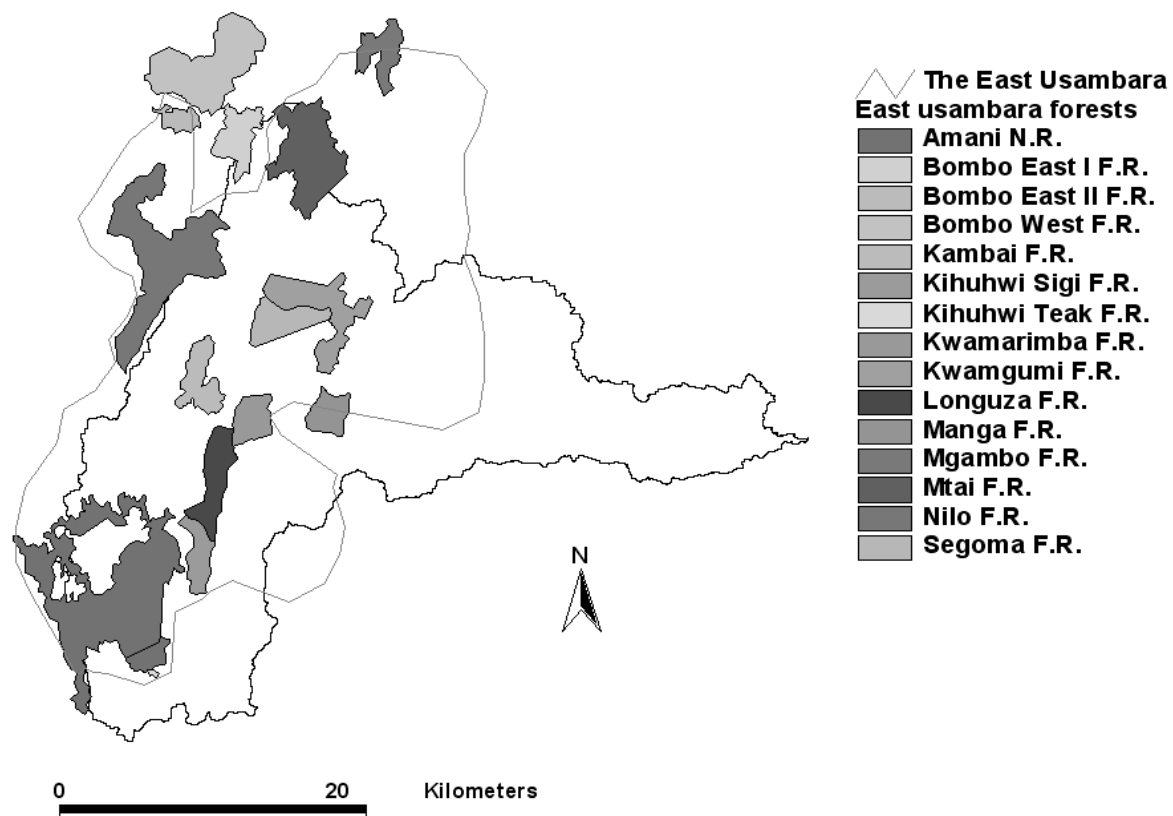 The East Usambara
East usambara forests
Amani N.R.
Bombo East I F.R.
Bombo East II F.R.
Bombo West F.R.
Kambai F.R.
Kihuhwi Sigi F.R.
Kihuhwi Teak F.R.
Kwamarimba F.R.
Kwamgumi F.R.
Longuza F.R.
Manga F.R.
Mgambo F.R.
Mtai F.R.
Nilo F.R.
Segoma F.R.
N
0 20 Kilometers